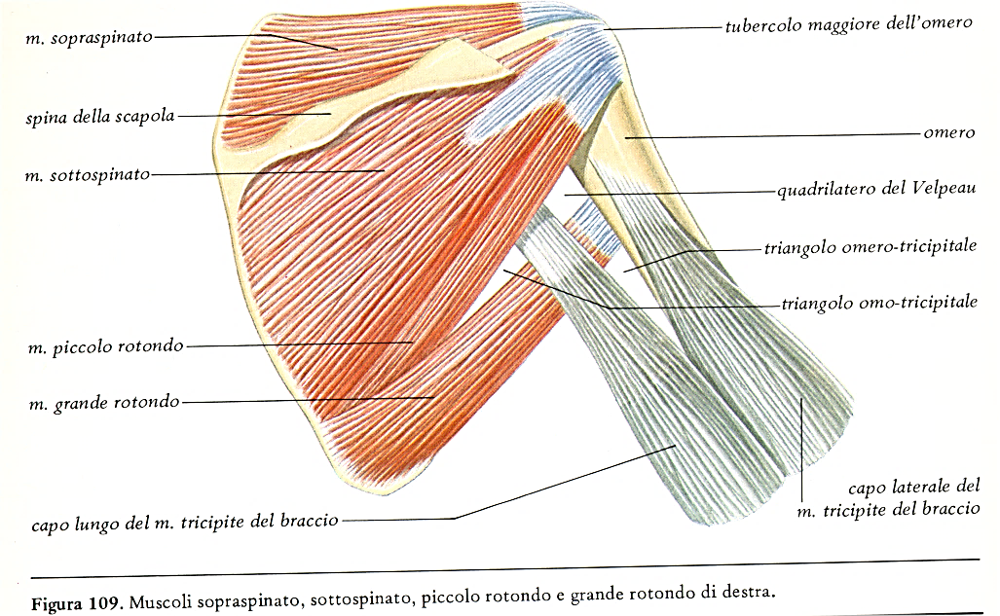 m. sopraspinato
tubercolo maggiore dell'omero
spina della scapola
omero
m. sottospinato
quadrilatero del Velpeau
triangolo omero-tricipitale
triangolo omo-tricipitale
m. piccolo rotondo
m. grande rotondo
capo laterale del
m. tricipite del braccio
capo lungo del m. tricipite del braccio
Figura 109. Muscoli sopraspinato, sottospinato, piccolo rotondo e grande rotondo di destra.